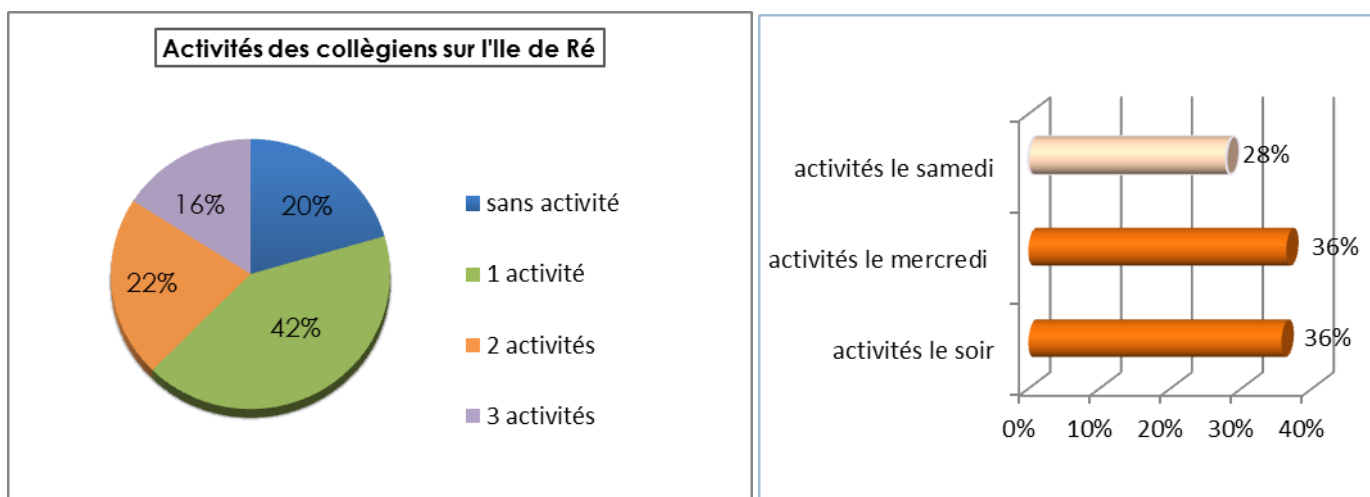 Activités des collègiens sur l'Ile de Ré
20%
42%
22%
16%
sans activité
1 activité
2 activités
3 activités
activités le samedi
28%
activités le mercredi
36%
activités le soir
36%
0% 10% 20% 30% 40%